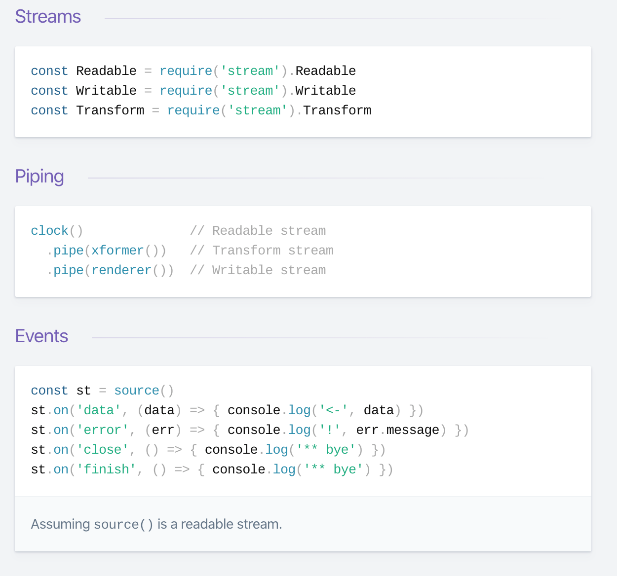 Streams
const Readable = require('stream').Readable
const Writable = require('stream').Writable
const Transform = require('stream').Transform
Piping
clock()              // Readable stream
  .pipe(xformer())   // Transform stream
  .pipe(renderer())  // Writable stream
Events
const st = source()
st.on('data', (data) => { console.log('<-', data) })
st.on('error', (err) => { console.log('!', err.message) })
st.on('close', () => { console.log('** bye') })
st.on('finish', () => { console.log('** bye') })
Assuming source() is a readable stream.